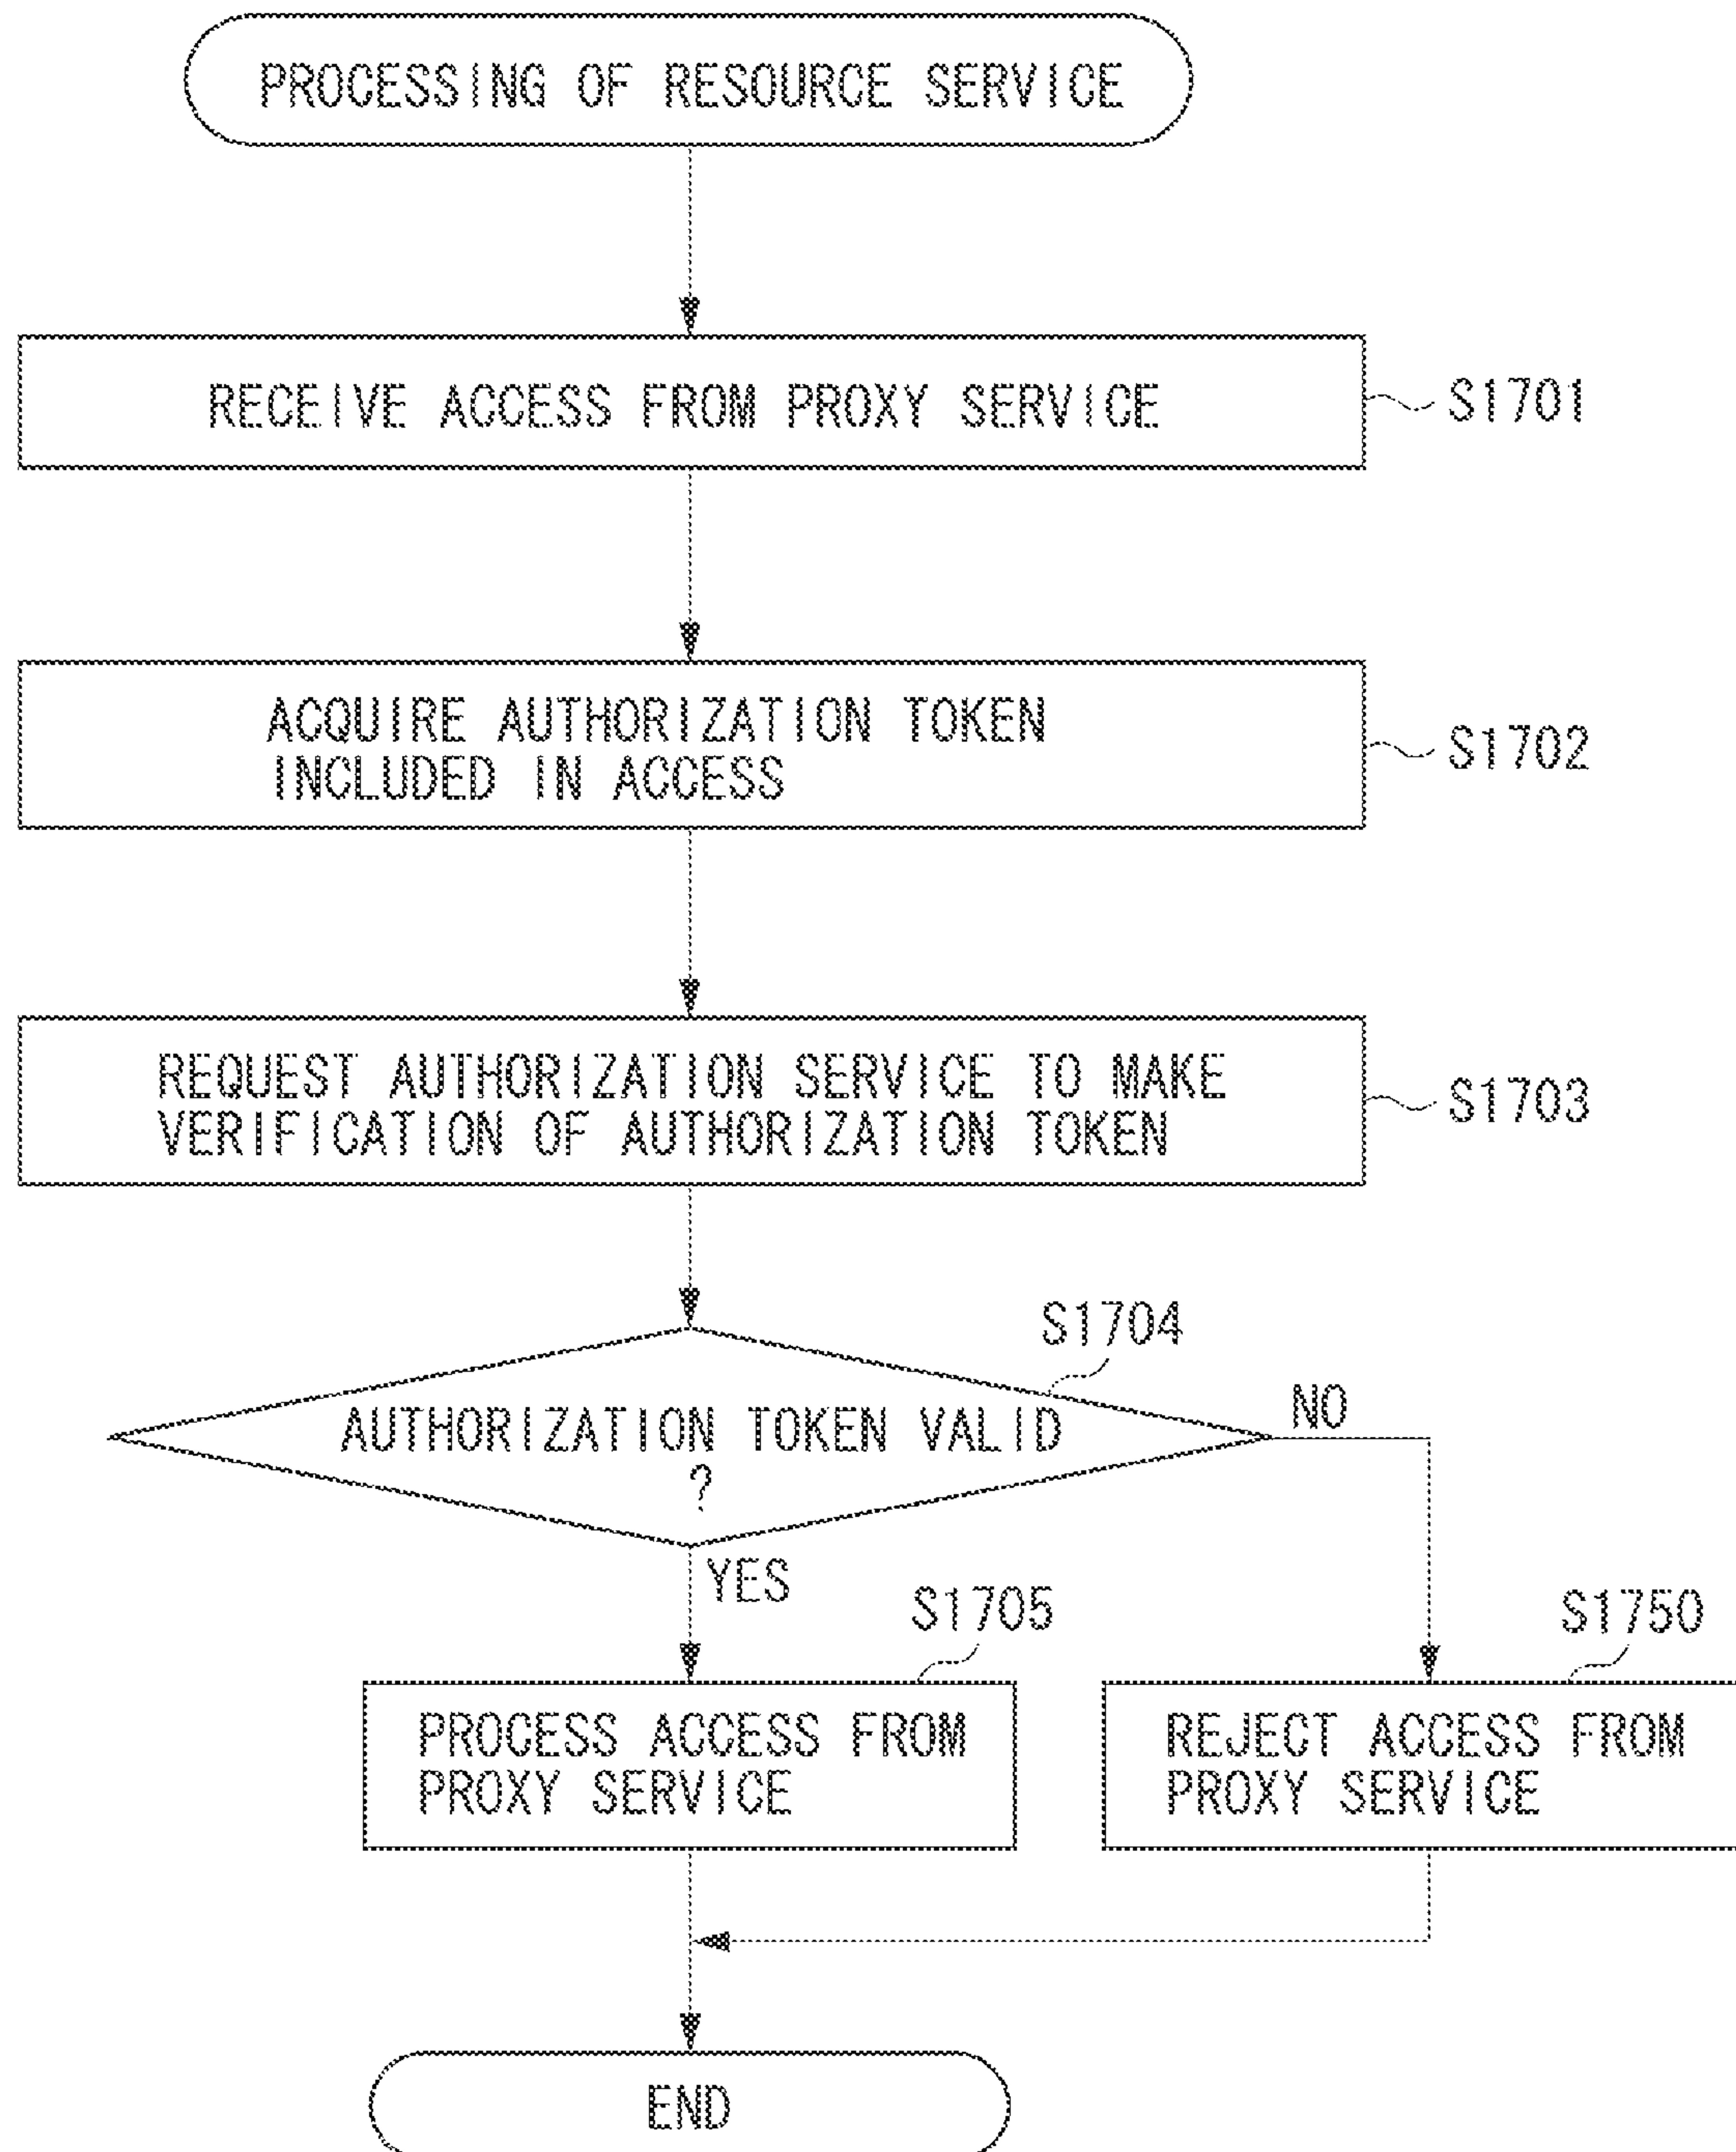 PROCESSING OF RESOURCE SERVICE
RECEIVE ACCESS FROM PROXY SERVICE
S1701
ACQUIRE AUTHORIZATION TOKEN
INCLUDED IN ACCESS
S1702
REQUEST AUTHORIZATION SERVICE TO MAKE
VERIFICATION OF AUTHORIZATION TOKEN
S1703
S1704
AUTHORIZATION TOKEN VALID
?
NO
YES
S1705
PROCESS ACCESS FROM
PROXY SERVICE
S1750
REJECT ACCESS FROM
PROXY SERVICE
END